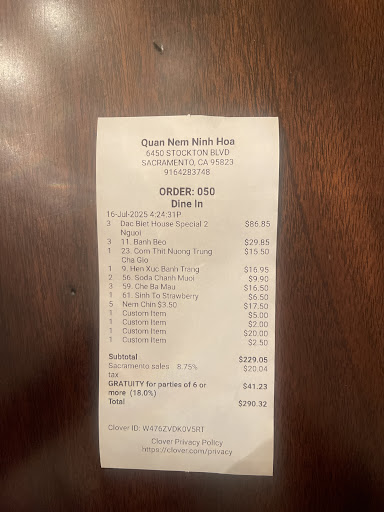 Quan Nem Ninh Hoa
6450 STOCKTON BLVD
SACRAMENTO, CA 95823
9164283748
ORDER: 050
Dine In
16-Jul-2025 4:24:31P
3 Dac Biet House Special 2 Nguoi $86.85
3 11. Banh Beo $29.85
1 23. Com Thit Nuong Trung Cha Gio $15.50
1 9. Hen Xuc Banh Trang $16.95
2 56. Soda Chanh Muoi $9.90
3 59. Che Ba Mau $16.50
1 61. Sinh To Strawberry $6.50
5 Nem Chin $3.50 $17.50
1 Custom Item $5.00
1 Custom Item $2.00
1 Custom Item $20.00
1 Custom Item $2.50
Subtotal $229.05
Sacramento sales tax 8.75% $20.04
GRATUITY for parties of 6 or more (18.0%) $41.23
Total $290.32
Clover ID: W476ZVDK0V5RT
Clover Privacy Policy
https://clover.com/privacy